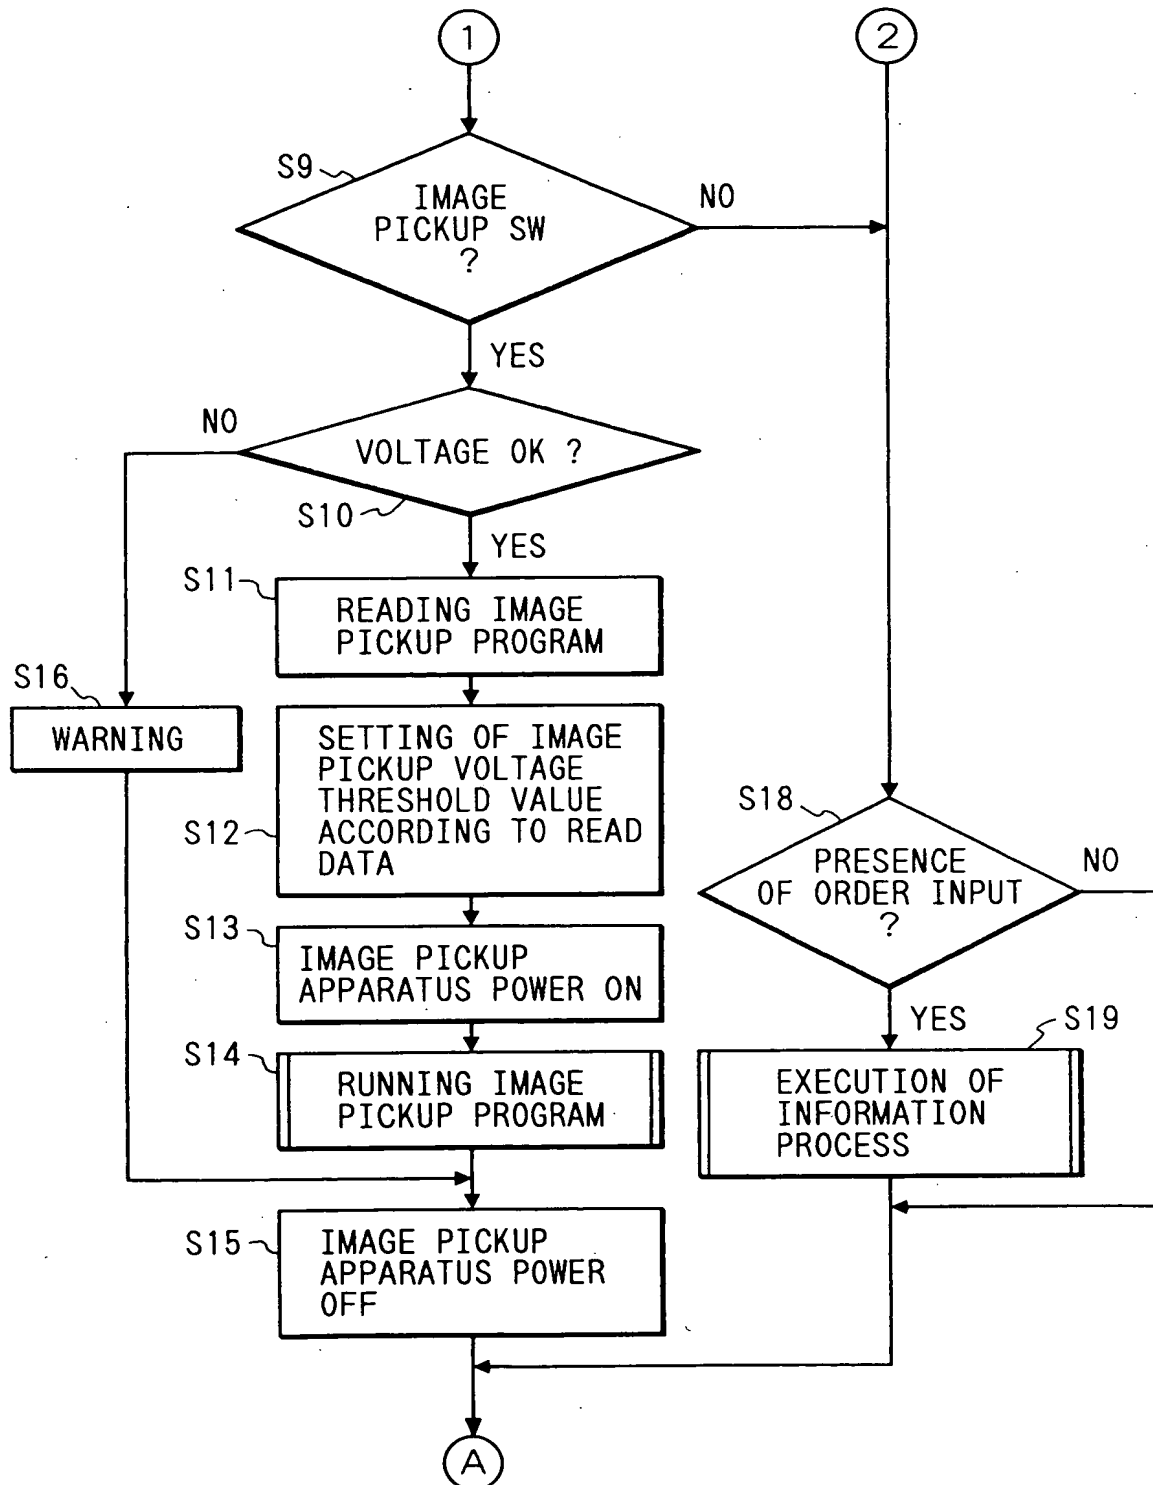 1
2
S9
IMAGE
PICKUP SW
?
NO
YES
NO
VOLTAGE OK ?
S10
YES
S11
READING IMAGE
PICKUP PROGRAM
S16
WARNING
S12
SETTING OF IMAGE
PICKUP VOLTAGE
THRESHOLD VALUE
ACCORDING TO READ
DATA
S18
PRESENCE
OF ORDER INPUT
?
NO
YES
S13
IMAGE PICKUP
APPARATUS POWER ON
S14
RUNNING IMAGE
PICKUP PROGRAM
S19
EXECUTION OF
INFORMATION
PROCESS
S15
IMAGE PICKUP
APPARATUS POWER
OFF
A